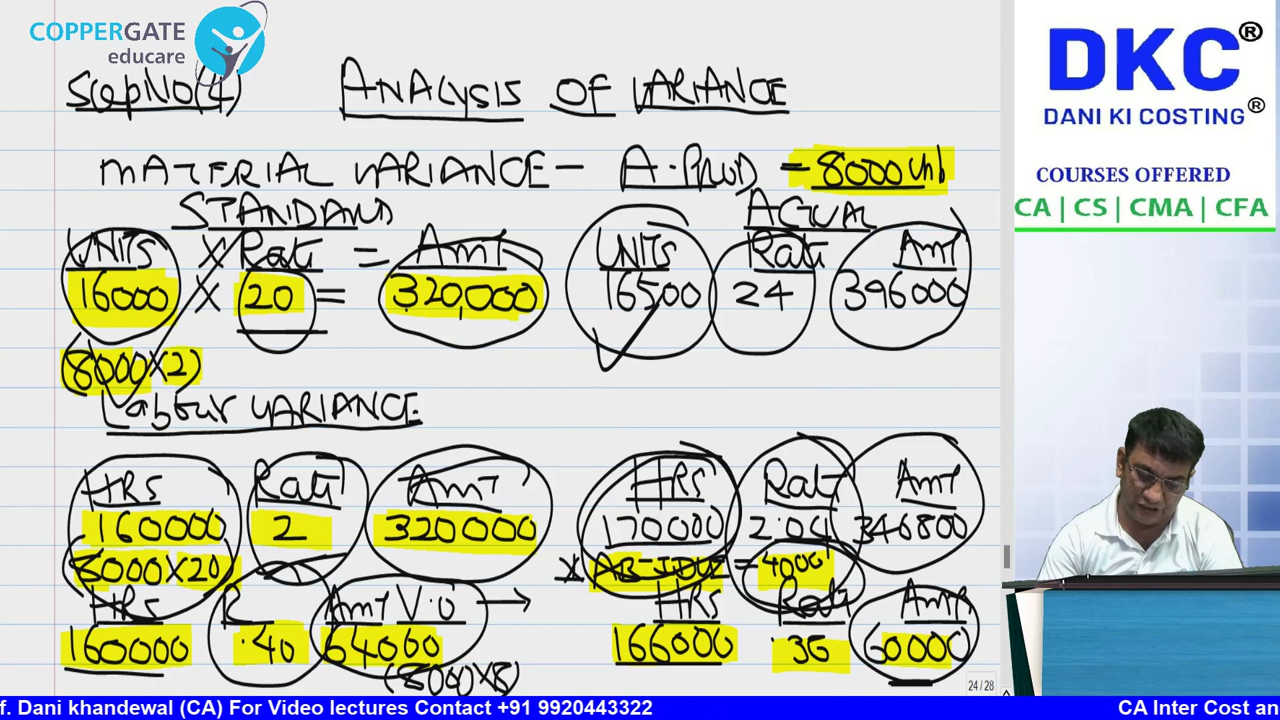 COPPERGATE
educare
StepNo(4) ANALYSIS OF VARIANCE
MATERIAL VARIANCE - A.PROD = 8000 Unit
STANDARD ACTUAL
UNITS X Rate = AmT UNITS Rate AmT
16000 X 20 = 320,000 16500 24 396000
(8000 X 2)
Labour VARIANCE
HRS Rate AmT HRS Rate AmT
160000 2 320000 170000 2.04 346800
8000 X 20) * AB-IDLE = 4000
HRS R AmT V.O → HRS Rate AmT
160000 .40 64000 166000 .36 60000
(8000 X 8)
24 / 28
DKC®
DANI KI COSTING®
COURSES OFFERED
CA | CS | CMA | CFA
f. Dani khandewal (CA) For Video lectures Contact +91 9920443322 CA Inter Cost an